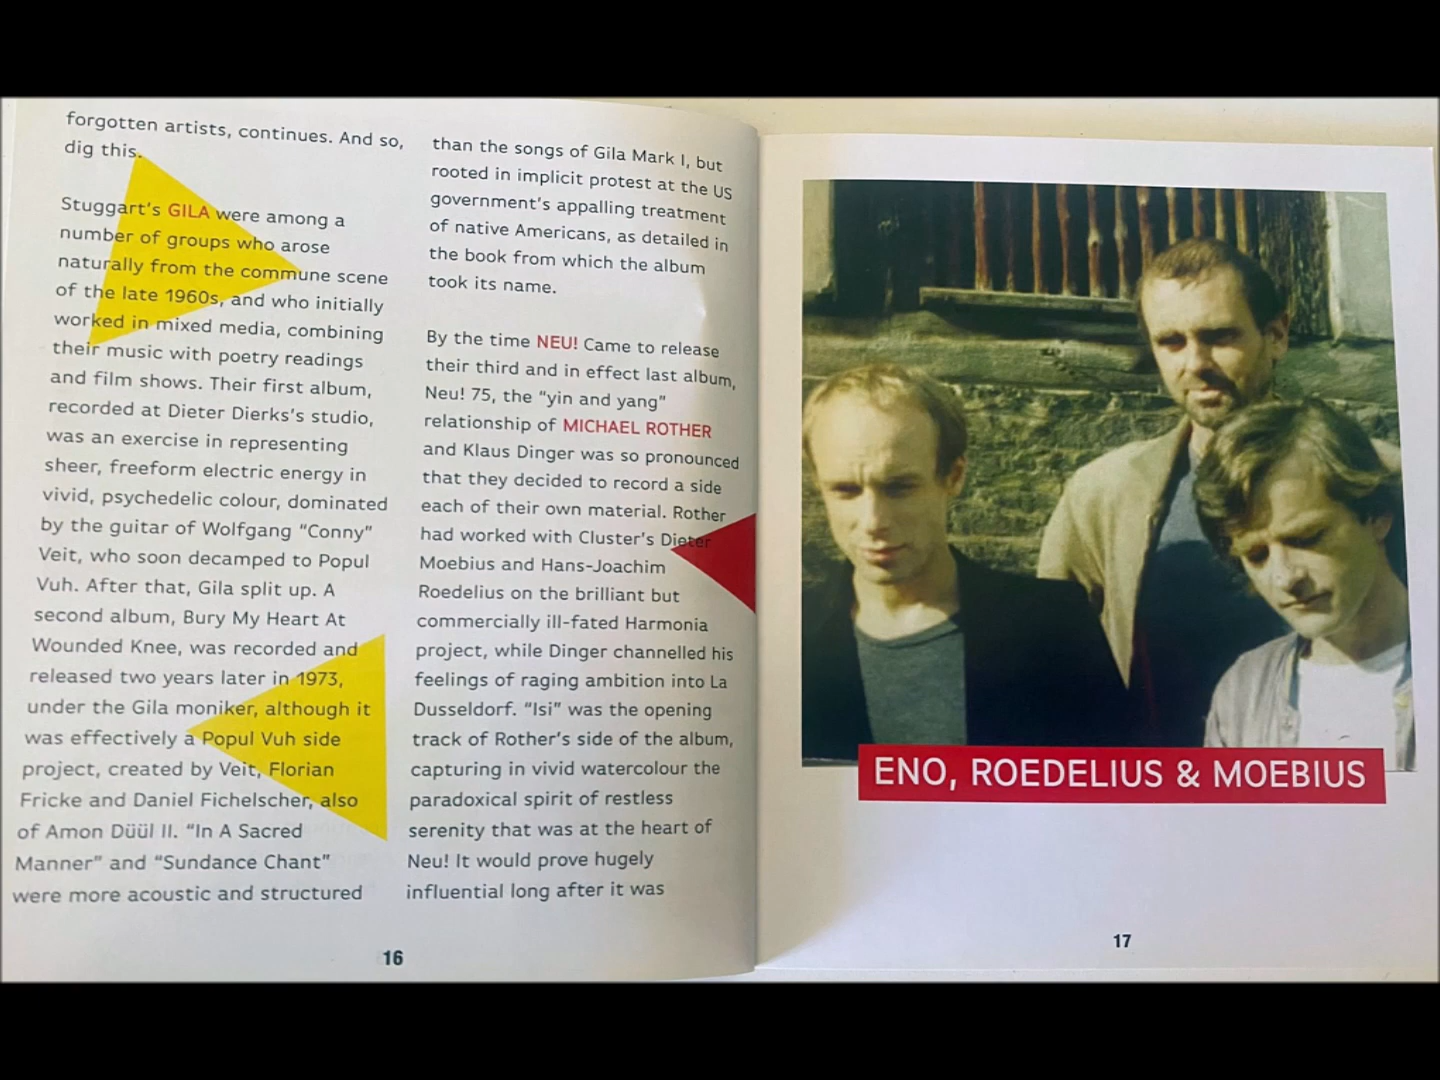 forgotten artists, continues. And so,
dig this.
Stuggart's GILA were among a
number of groups who arose
naturally from the commune scene
of the late 1960s, and who initially
worked in mixed media, combining
their music with poetry readings
and film shows. Their first album,
recorded at Dieter Dierks's studio,
was an exercise in representing
sheer, freeform electric energy in
vivid, psychedelic colour, dominated
by the guitar of Wolfgang "Conny"
Veit, who soon decamped to Popul
Vuh. After that, Gila split up. A
second album, Bury My Heart At
Wounded Knee, was recorded and
released two years later in 1973,
under the Gila moniker, although it
was effectively a Popul Vuh side
project, created by Veit, Florian
Fricke and Daniel Fichelscher, also
of Amon Düül II. "In A Sacred
Manner" and "Sundance Chant"
were more acoustic and structured
than the songs of Gila Mark I, but
rooted in implicit protest at the US
government's appalling treatment
of native Americans, as detailed in
the book from which the album
took its name.
By the time NEU! Came to release
their third and in effect last album,
Neu! 75, the "yin and yang"
relationship of MICHAEL ROTHER
and Klaus Dinger was so pronounced
that they decided to record a side
each of their own material. Rother
had worked with Cluster's Dieter
Moebius and Hans-Joachim
Roedelius on the brilliant but
commercially ill-fated Harmonia
project, while Dinger channelled his
feelings of raging ambition into La
Dusseldorf. "Isi" was the opening
track of Rother's side of the album,
capturing in vivid watercolour the
paradoxical spirit of restless
serenity that was at the heart of
Neu! It would prove hugely
influential long after it was
16
ENO, ROEDELIUS & MOEBIUS
17